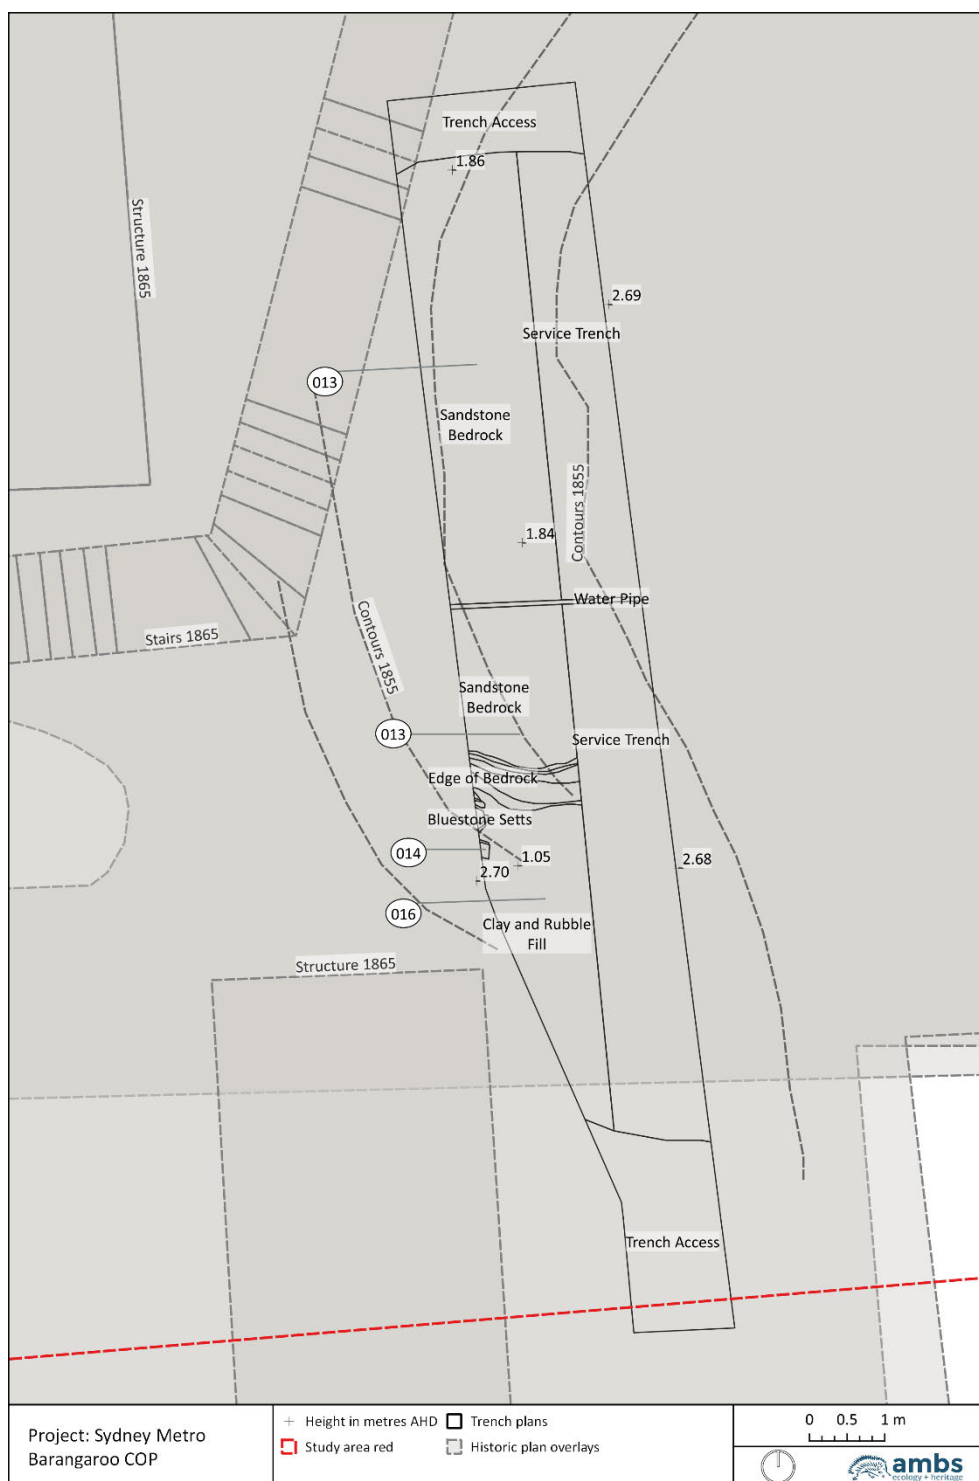 Trench Access
1.86
Structure 1865
2.69
Service Trench
013
Sandstone
Bedrock
Contours 1855
1.84
Water Pipe
Stairs 1865
Contours 1855
Sandstone
Bedrock
013
Service Trench
Edge of Bedrock
Bluestone Setts
014
1.05
2.70
2.68
016
Clay and Rubble
Fill
Structure 1865
Trench Access
Project: Sydney Metro
Barangaroo COP
Height in metres AHD
Trench plans
Study area red
Historic plan overlays
0 0.5 1 m
ambs
ecology + heritage